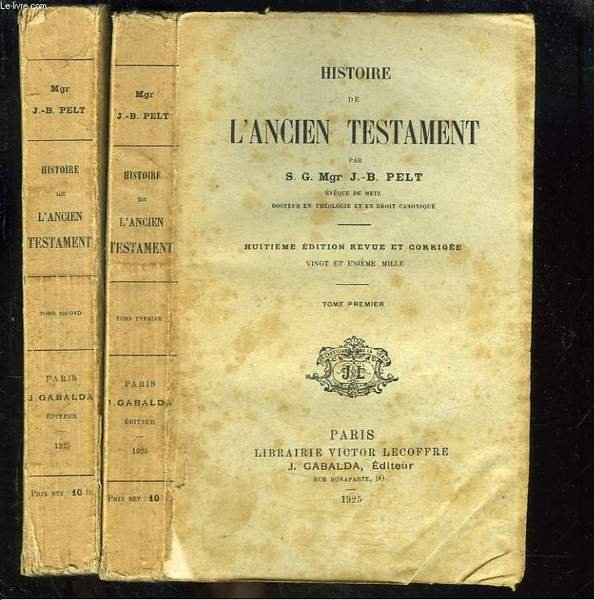 Le-livre.com
Mgr
J.-B. PELT
HISTOIRE
DE
L'ANCIEN
TESTAMENT
TOME SECOND
PARIS
J. GABALDA
ÉDITEUR
1925
PRIX NET : 10 fr.
Mgr
J.-B. PELT
HISTOIRE
DE
L'ANCIEN
TESTAMENT
TOME PREMIER
PARIS
J. GABALDA
ÉDITEUR
1925
PRIX NET : 10
HISTOIRE
DE
L'ANCIEN TESTAMENT
PAR
S. G. Mgr J.-B. PELT
ÉVÊQUE DE METZ
DOCTEUR EN THÉOLOGIE ET EN DROIT CANONIQUE
HUITIÈME ÉDITION REVUE ET CORRIGÉE
VINGT ET UNIÈME MILLE
TOME PREMIER
PARIS
LIBRAIRIE VICTOR LECOFFRE
J. GABALDA, Éditeur
RUE BONAPARTE, 90
1925